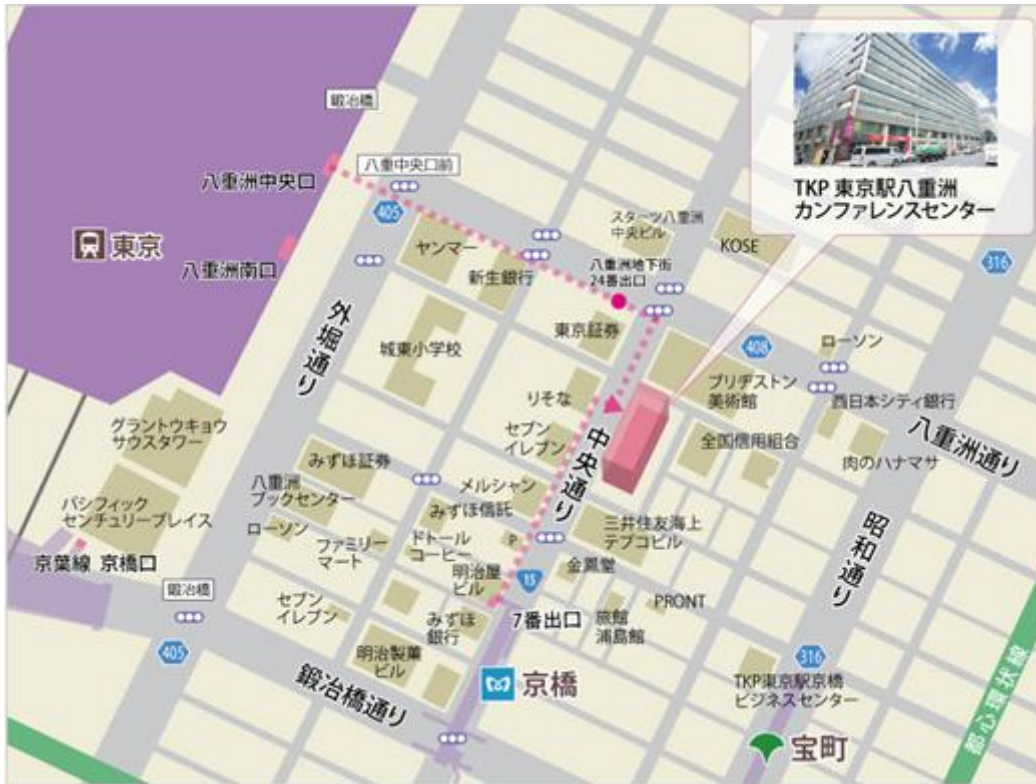 鍛冶橋
八重中央口前
八重洲中央口
405
TKP 東京駅八重洲
カンファレンスセンター
スターツ八重洲
中央ビル
KOSE
316
東京
ヤンマー
八重洲南口
新生銀行
八重洲地下街
24番出口
外堀通り
城東小学校
東京証券
408
ローソン
ブリヂストン
美術館
西日本シティ銀行
りそな
八重洲通り
グラントウキョウ
サウスタワー
セブン
イレブン
中央通り
全国信用組合
肉のハナマサ
みずほ証券
八重洲
ブックセンター
メルシャン
みずほ信託
パシフィック
センチュリープレイス
ローソン
ファミリー
マート
ドトール
コーヒー
P
三井住友海上
テプコビル
昭和通り
京葉線 京橋口
明治屋
ビル
15
金鳳堂
鍛冶橋
セブン
イレブン
みずほ
銀行
7番出口
旅館
浦島館
PRONT
405
明治製菓
ビル
鍛冶橋通り
京橋
316
TKP東京駅京橋
ビジネスセンター
宝町
都心環状線